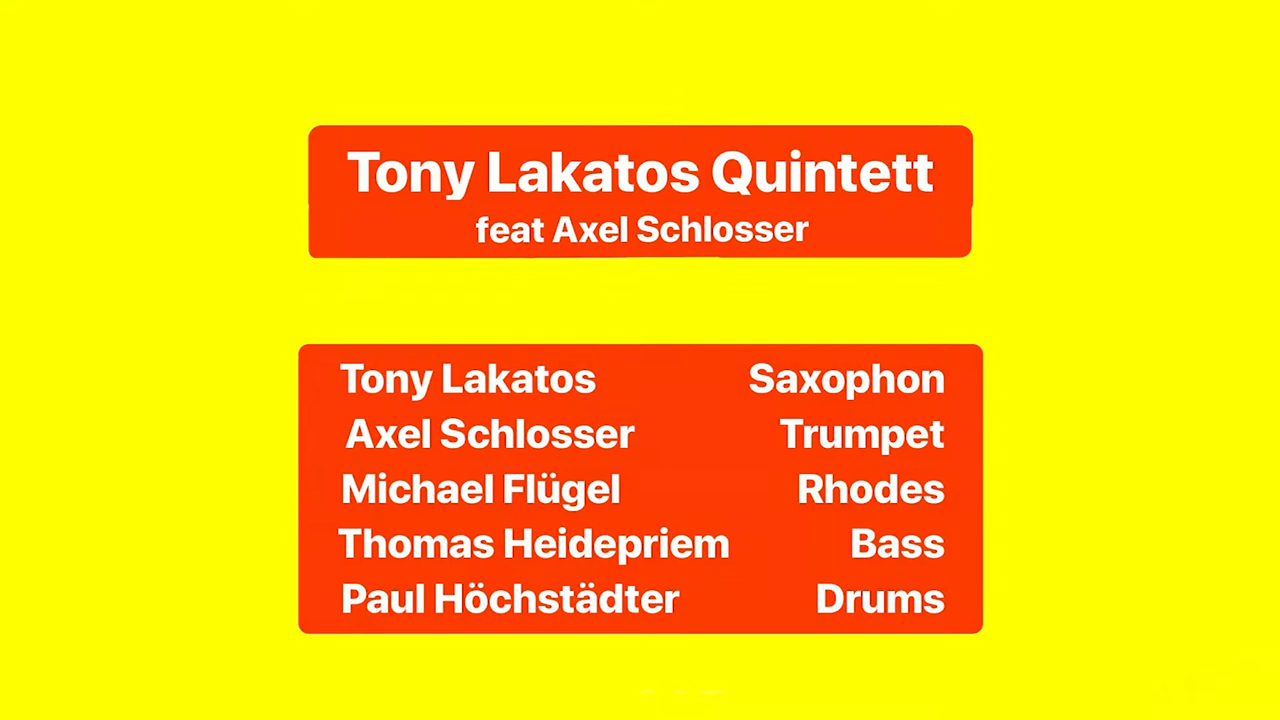 Tony Lakatos Quintett
feat Axel Schlosser
Tony Lakatos Saxophon
Axel Schlosser Trumpet
Michael Flügel Rhodes
Thomas Heidepriem Bass
Paul Höchstädter Drums